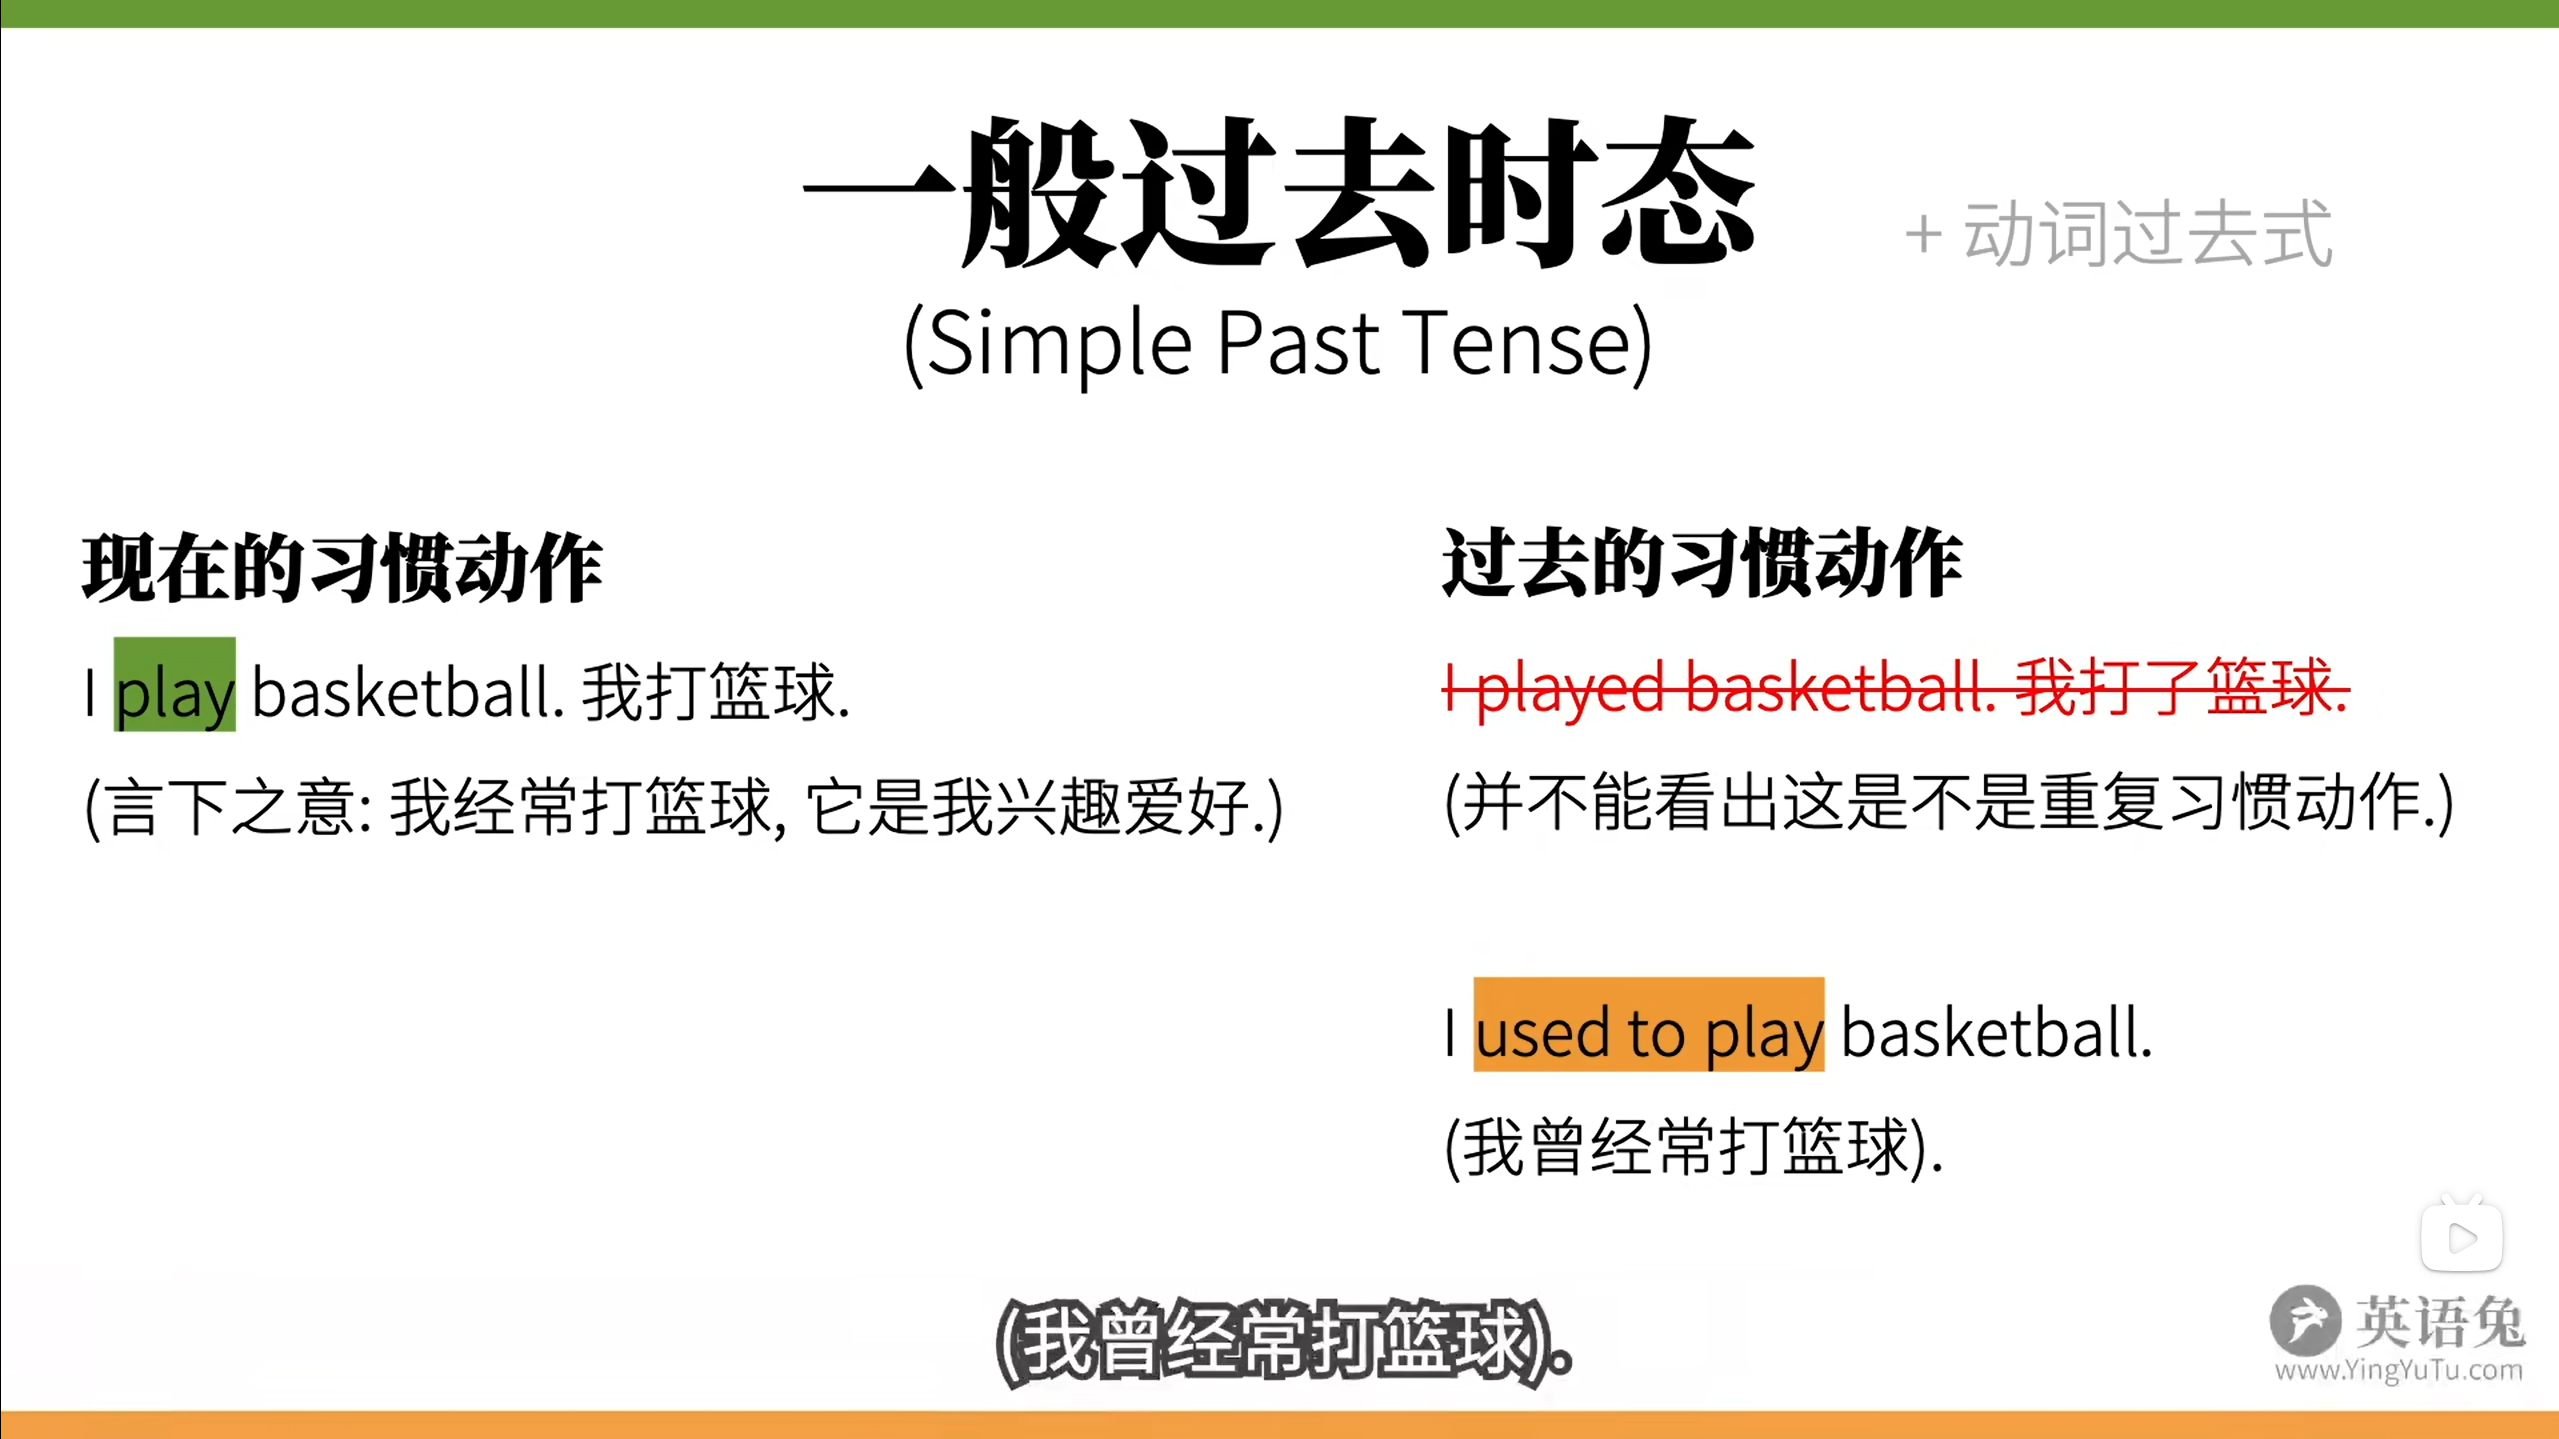 一般过去时态
+ 动词过去式
(Simple Past Tense)
现在的习惯动作
I play basketball. 我打篮球.
(言下之意: 我经常打篮球, 它是我兴趣爱好.)
过去的习惯动作
I played basketball. 我打了篮球.
(并不能看出这是不是重复习惯动作.)
I used to play basketball.
(我曾经常打篮球).
(我曾经常打篮球)。
英语兔
www.YingYuTu.com